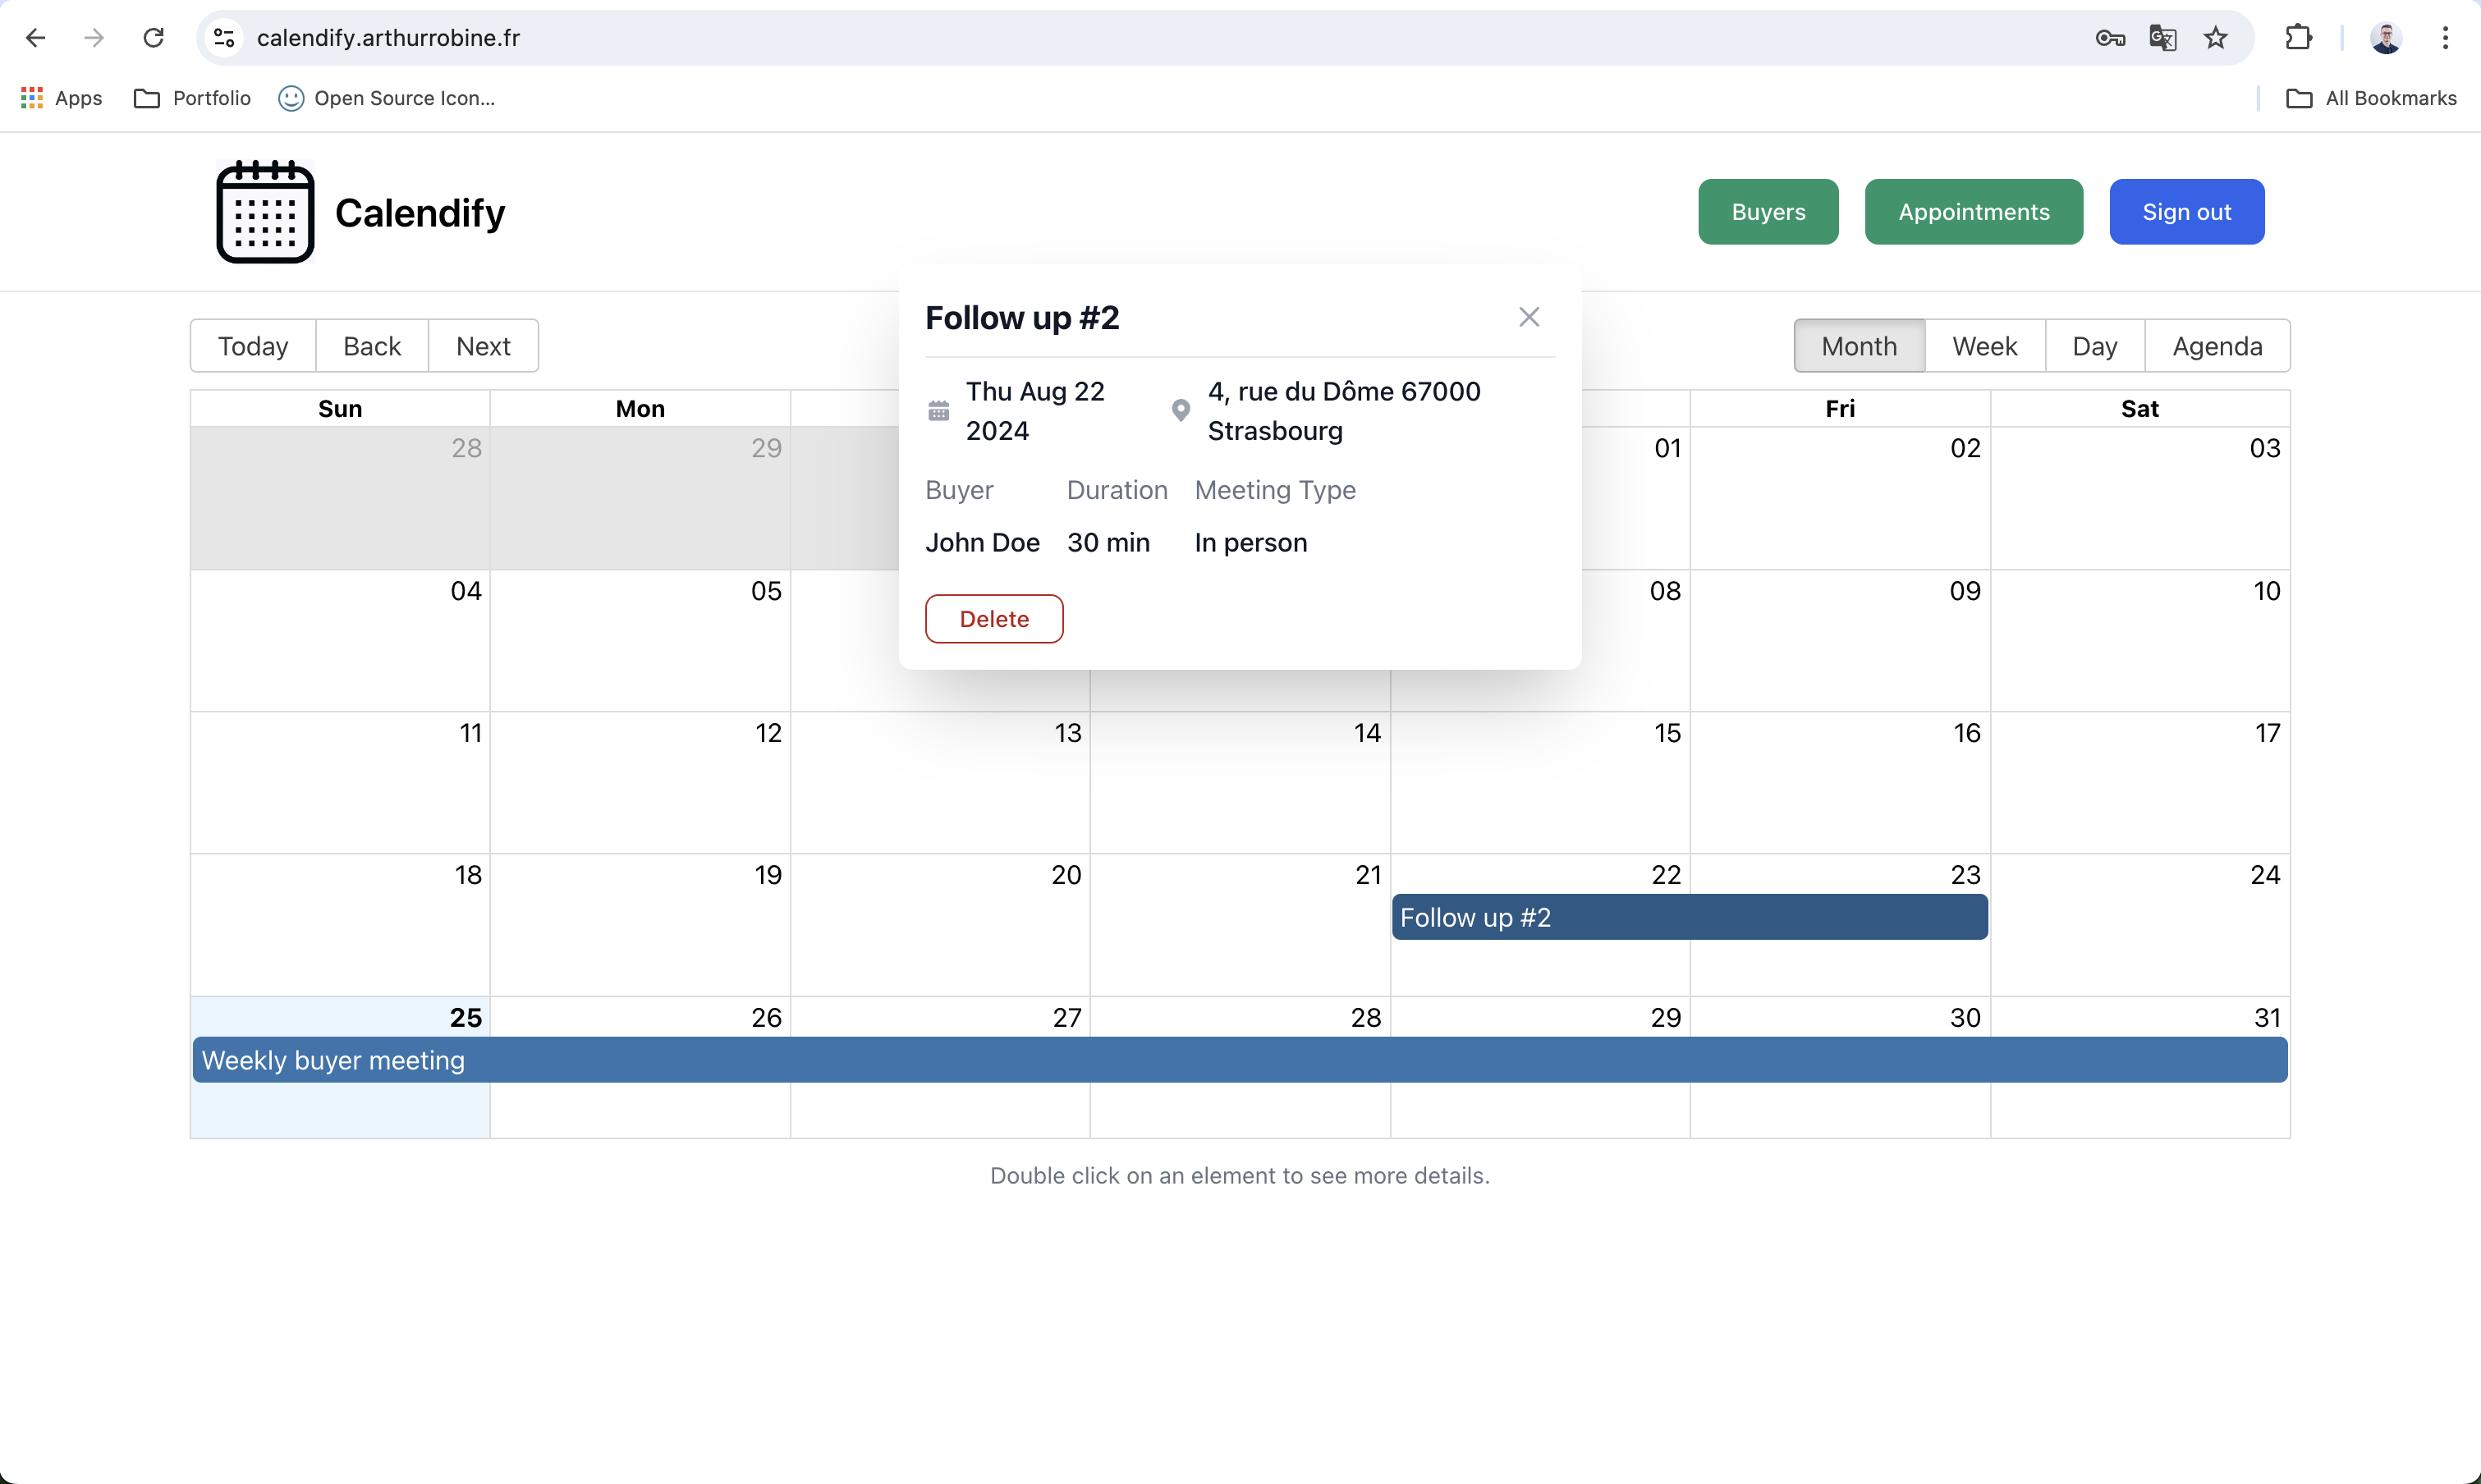 calendify.arthurrobine.fr
Apps Portfolio Open Source Icon... All Bookmarks
Calendify Buyers Appointments Sign out
Today Back Next Month Week Day Agenda
Follow up #2
Thu Aug 22
2024
4, rue du Dôme 67000
Strasbourg
Buyer Duration Meeting Type
John Doe 30 min In person
Delete
Sun Mon Fri Sat
28 29 01 02 03
04 05 08 09 10
11 12 13 14 15 16 17
18 19 20 21 22 23 24
Follow up #2
25 26 27 28 29 30 31
Weekly buyer meeting
Double click on an element to see more details.